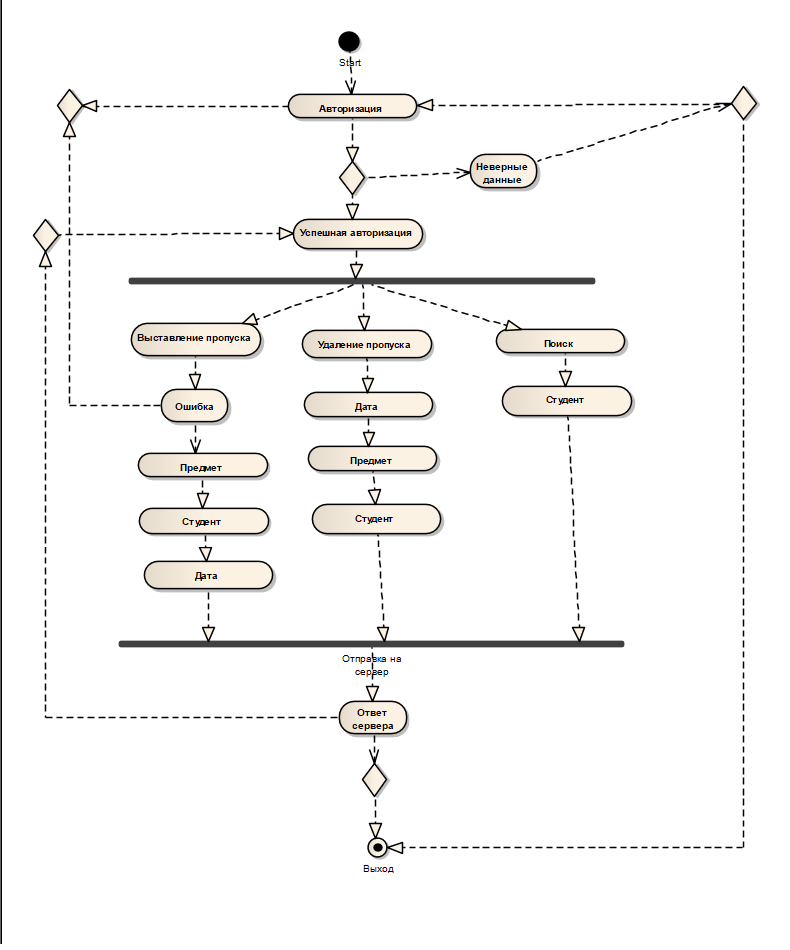 Start
Авторизация
Неверные
данные
Успешная авторизация
Выставление пропуска
Удаление пропуска
Поиск
Ошибка
Дата
Студент
Предмет
Предмет
Студент
Студент
Дата
Отправка на
сервер
Ответ
сервера
Выход